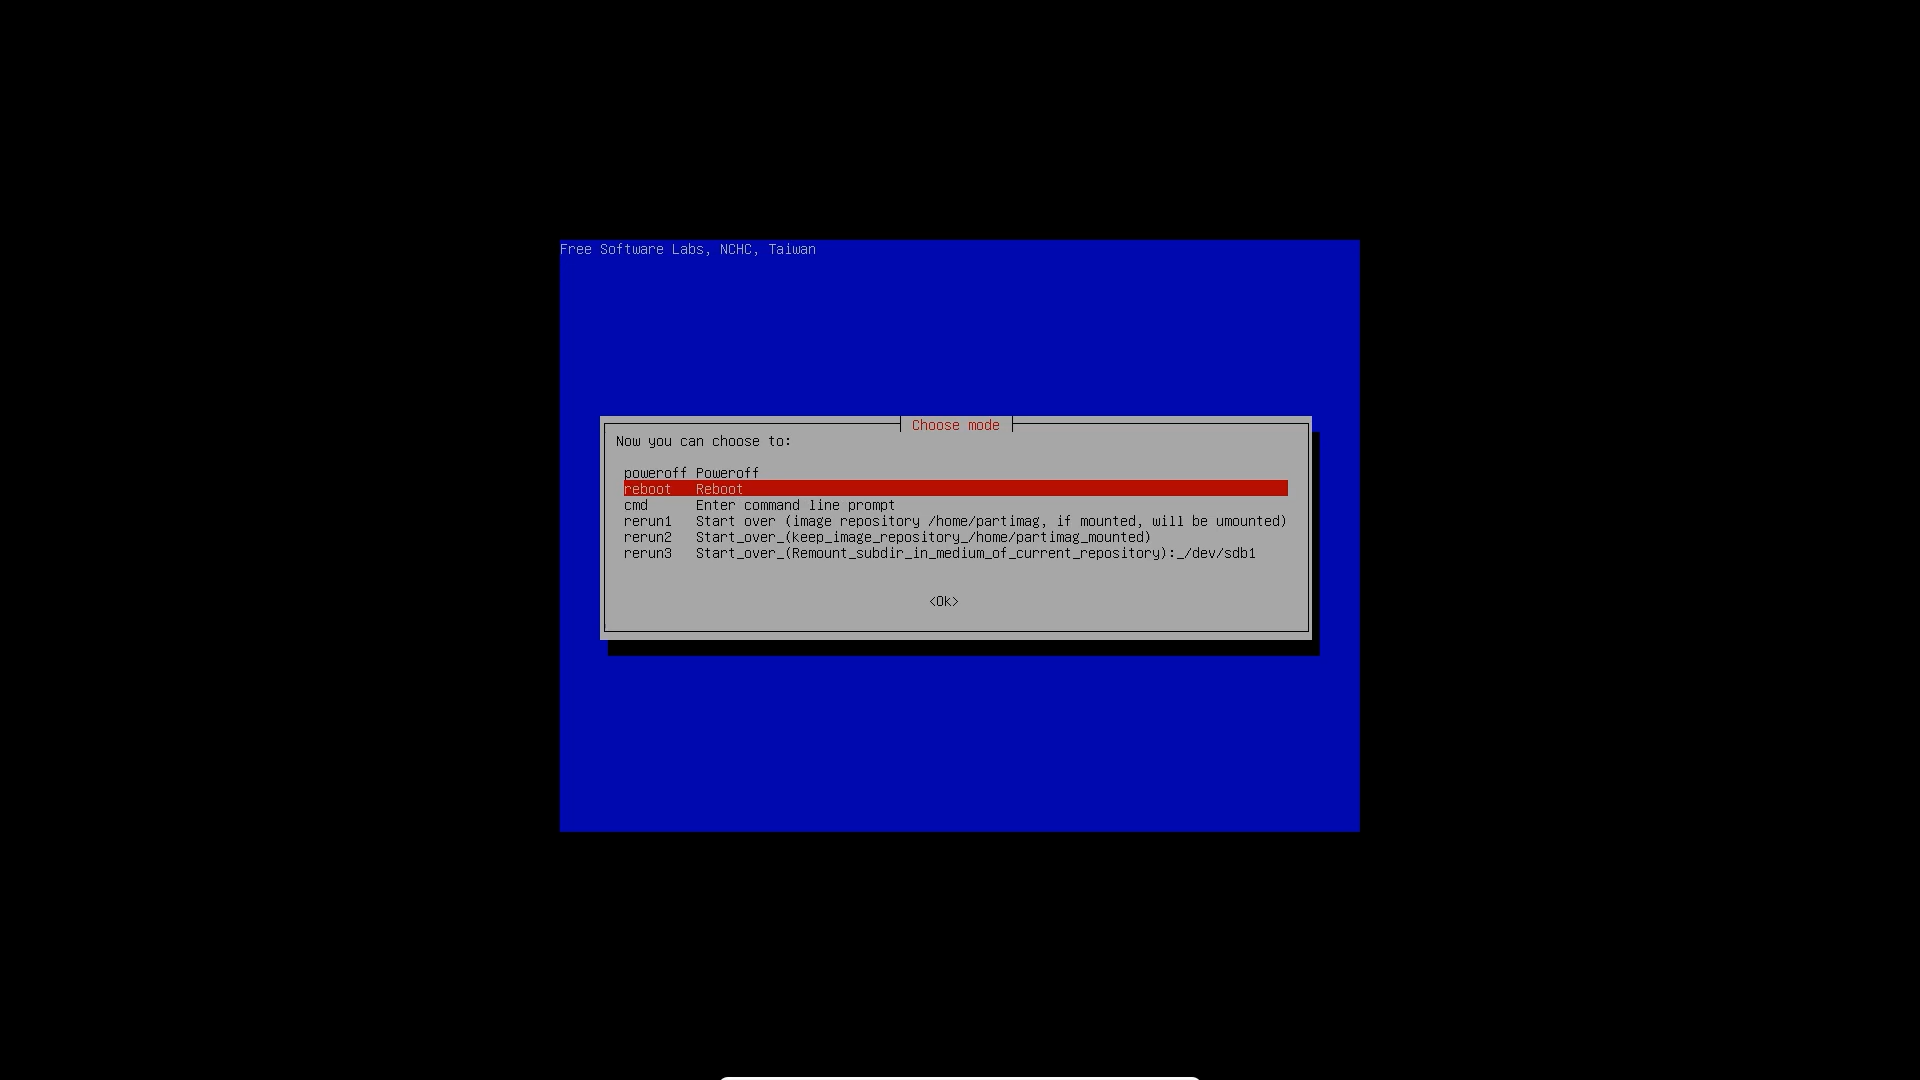 Free Software Labs, NCHC, Taiwan
Choose mode
Now you can choose to:
poweroff Poweroff
reboot Reboot
cmd Enter command line prompt
rerun1 Start over (image repository /home/partimag, if mounted, will be umounted)
rerun2 Start_over_(keep_image_repository_/home/partimag_mounted)
rerun3 Start_over_(Remount_subdir_in_medium_of_current_repository):_/dev/sdb1
<Ok>